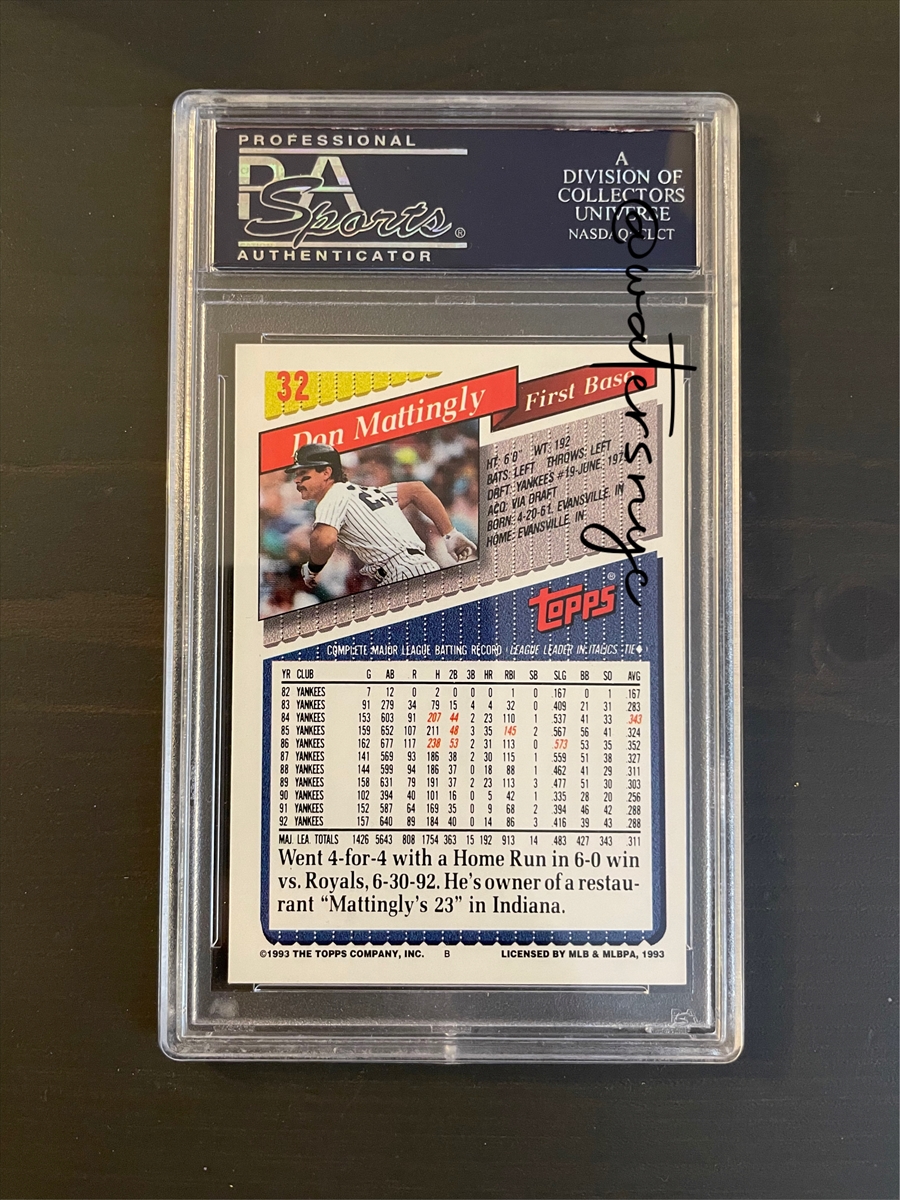 PROFESSIONAL
PSA
Sports®
AUTHENTICATOR
A
DIVISION OF
COLLECTORS
UNIVERSE
NASDAQ: CLCT
@watersnyc
32
Don Mattingly
First Base
HT: 6'0" WT: 192
BATS: LEFT THROWS: LEFT
DRFT: YANKEES #19-JUNE,
ACQ: VIA DRAFT
BORN: 4-20-61, EVANSVILLE, IN
HOME: EVANSVILLE, IN
TOPPS®
COMPLETE MAJOR LEAGUE BATTING RECORD (LEAGUE LEADER IN ITALICS · TIE♦)
YR CLUB G AB R H 2B 3B HR RBI SB SLG BB SO AVG
82 YANKEES 7 12 0 2 0 0 0 1 0 .167 0 1 .167
83 YANKEES 91 279 34 79 15 4 4 32 0 .409 21 31 .283
84 YANKEES 153 603 91 207 44 2 23 110 1 .537 41 33 .343
85 YANKEES 159 652 107 211 48 3 35 145 2 .567 56 41 .324
86 YANKEES 162 677 117 238 53 2 31 113 0 .573 53 35 .352
87 YANKEES 141 569 93 186 38 2 30 115 1 .559 51 38 .327
88 YANKEES 144 599 94 186 37 0 18 88 1 .462 41 29 .311
89 YANKEES 158 631 79 191 37 2 23 113 3 .477 51 30 .303
90 YANKEES 102 394 40 101 16 0 5 42 1 .335 28 20 .256
91 YANKEES 152 587 64 169 35 0 9 68 2 .394 46 42 .288
92 YANKEES 157 640 89 184 40 0 14 86 3 .416 39 43 .288
MAJ. LEA. TOTALS 1426 5643 808 1754 363 15 192 913 14 .483 427 343 .311
Went 4-for-4 with a Home Run in 6-0 win
vs. Royals, 6-30-92. He's owner of a restau-
rant "Mattingly's 23" in Indiana.
©1993 THE TOPPS COMPANY, INC. B LICENSED BY MLB & MLBPA, 1993